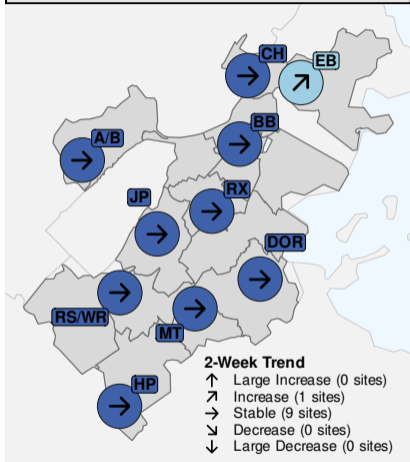 CH
EB
BB
A/B
RX
JP
DOR
RS/WR
MT
HP
2-Week Trend
↑ Large Increase (0 sites)
↗ Increase (1 sites)
→ Stable (9 sites)
↘ Decrease (0 sites)
↓ Large Decrease (0 sites)